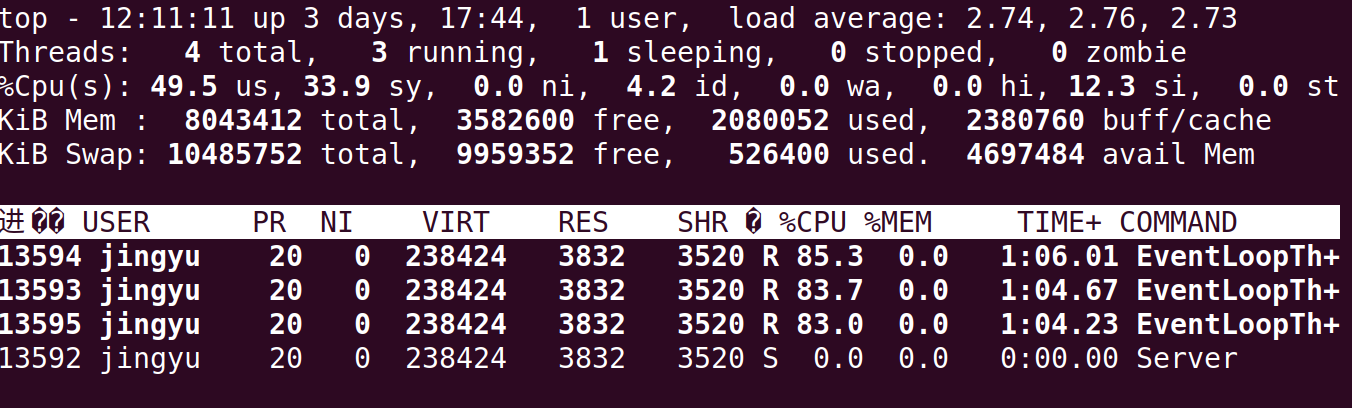 top - 12:11:11 up 3 days, 17:44,  1 user,  load average: 2.74, 2.76, 2.73
Threads:   4 total,   3 running,   1 sleeping,   0 stopped,   0 zombie
%Cpu(s): 49.5 us, 33.9 sy,  0.0 ni,  4.2 id,  0.0 wa,  0.0 hi, 12.3 si,  0.0 st
KiB Mem :  8043412 total,  3582600 free,  2080052 used,  2380760 buff/cache
KiB Swap: 10485752 total,  9959352 free,   526400 used.  4697484 avail Mem
进�� USER      PR  NI    VIRT    RES    SHR � %CPU %MEM     TIME+ COMMAND
13594 jingyu    20   0  238424   3832   3520 R 85.3  0.0   1:06.01 EventLoopTh+
13593 jingyu    20   0  238424   3832   3520 R 83.7  0.0   1:04.67 EventLoopTh+
13595 jingyu    20   0  238424   3832   3520 R 83.0  0.0   1:04.23 EventLoopTh+
13592 jingyu    20   0  238424   3832   3520 S  0.0  0.0   0:00.00 Server